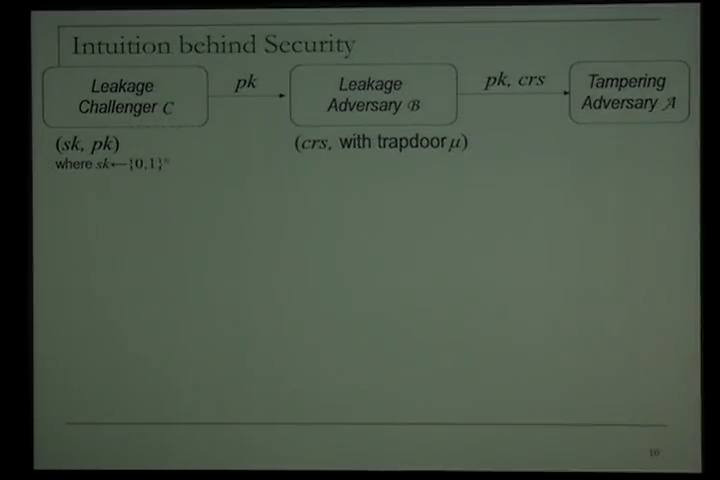 Intuition behind Security
Leakage
Challenger C
pk
Leakage
Adversary B
pk, crs
Tampering
Adversary A
(sk, pk)
where sk←{0,1}ⁿ
(crs, with trapdoor μ)
10